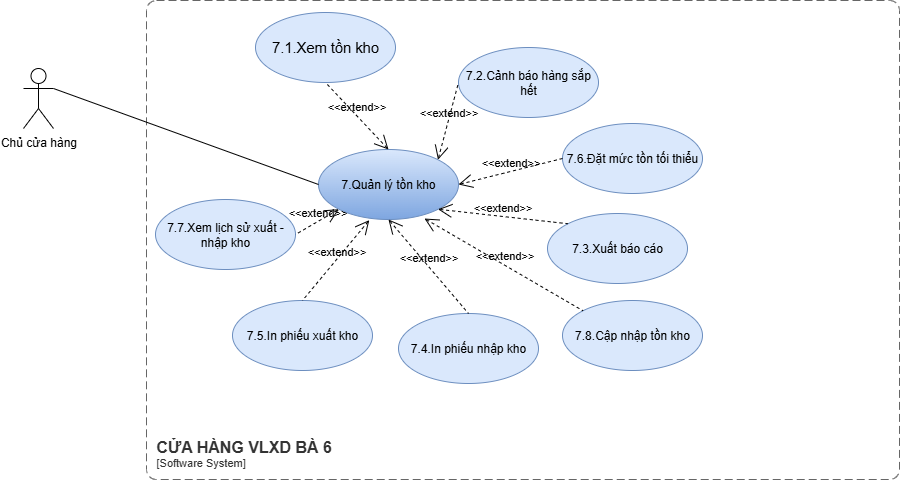 7.1.Xem tồn kho
7.2.Cảnh báo hàng sắp
hết
<<extend>>
<<extend>>
Chủ cửa hàng
7.6.Đặt mức tồn tối thiểu
<<extend>>
7.Quản lý tồn kho
<<extend>>
<<extend>>
7.7.Xem lịch sử xuất -
nhập kho
7.3.Xuất báo cáo
<<extend>>
<<extend>>
<<extend>>
7.5.In phiếu xuất kho
7.4.In phiếu nhập kho
7.8.Cập nhập tồn kho
CỬA HÀNG VLXD BÀ 6
[Software System]